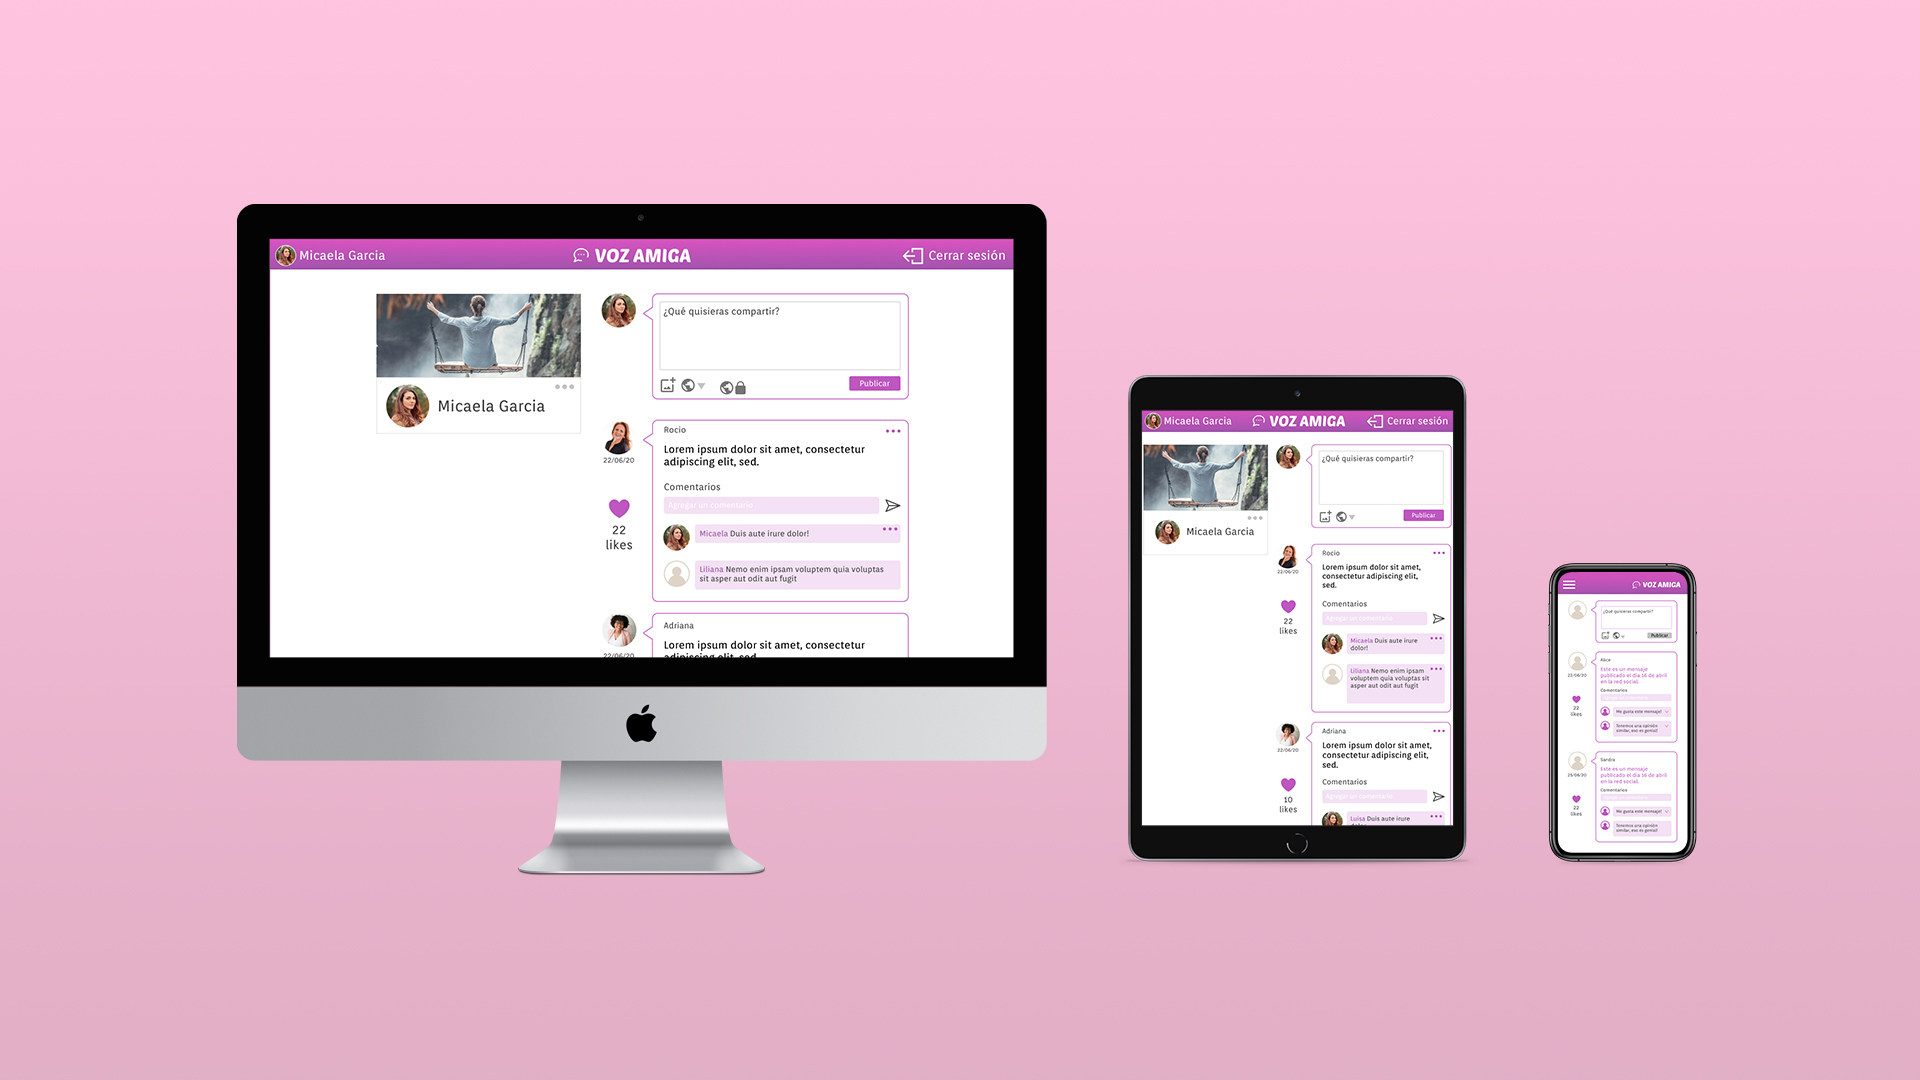 Micaela Garcia
VOZ AMIGA
Cerrar sesión
¿Qué quisieras compartir?
Publicar
Micaela Garcia
Rocio
Lorem ipsum dolor sit amet, consectetur
adipiscing elit, sed.
22/06/20
Comentarios
Agregar un comentario
22
likes
Micaela Duis aute irure dolor!
Liliana Nemo enim ipsam voluptem quia voluptas
sit asper aut odit aut fugit
Adriana
Lorem ipsum dolor sit amet, consectetur
adipiscing elit, sed.
22/06/20
Micaela Garcia
VOZ AMIGA
Cerrar sesión
¿Qué quisieras compartir?
Publicar
Micaela Garcia
Rocio
Lorem ipsum dolor sit amet,
consectetur adipiscing elit,
sed.
22/06/20
Comentarios
Agregar un comentario
22
likes
Micaela Duis aute irure
dolor!
Liliana Nemo enim ipsam
voluptem quia voluptas sit
asper aut odit aut fugit
Adriana
Lorem ipsum dolor sit amet,
consectetur adipiscing elit,
sed.
22/06/20
Comentarios
Agregar un comentario
10
likes
Luisa Duis aute irure
dolor!
VOZ AMIGA
¿Qué quisieras compartir?
Publicar
Alice
Este es un mensaje
publicado el día 16 de abril
en la red social.
22/06/20
Comentarios
22
likes
Me gusta este mensaje!
Tenemos una opinión
similar, eso es genial!
Sandra
Este es un mensaje
publicado el día 16 de abril
en la red social.
25/06/20
Comentarios
22
likes
Me gusta este mensaje!
Tenemos una opinión
similar, eso es genial!